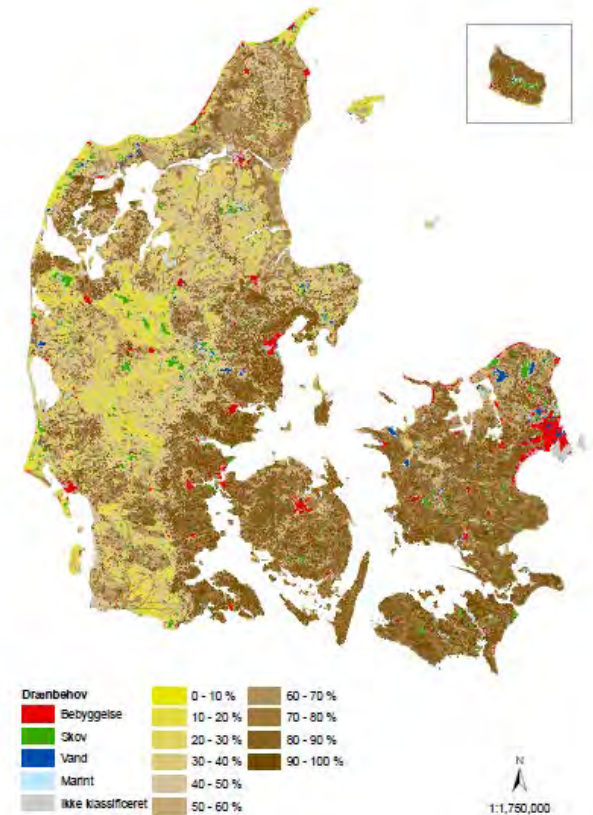 Drænbehov
Bebyggelse
Skov
Vand
Marint
Ikke klassificeret
0 - 10 %
10 - 20 %
20 - 30 %
30 - 40 %
40 - 50 %
50 - 60 %
60 - 70 %
70 - 80 %
80 - 90 %
90 - 100 %
N
1:1,750,000